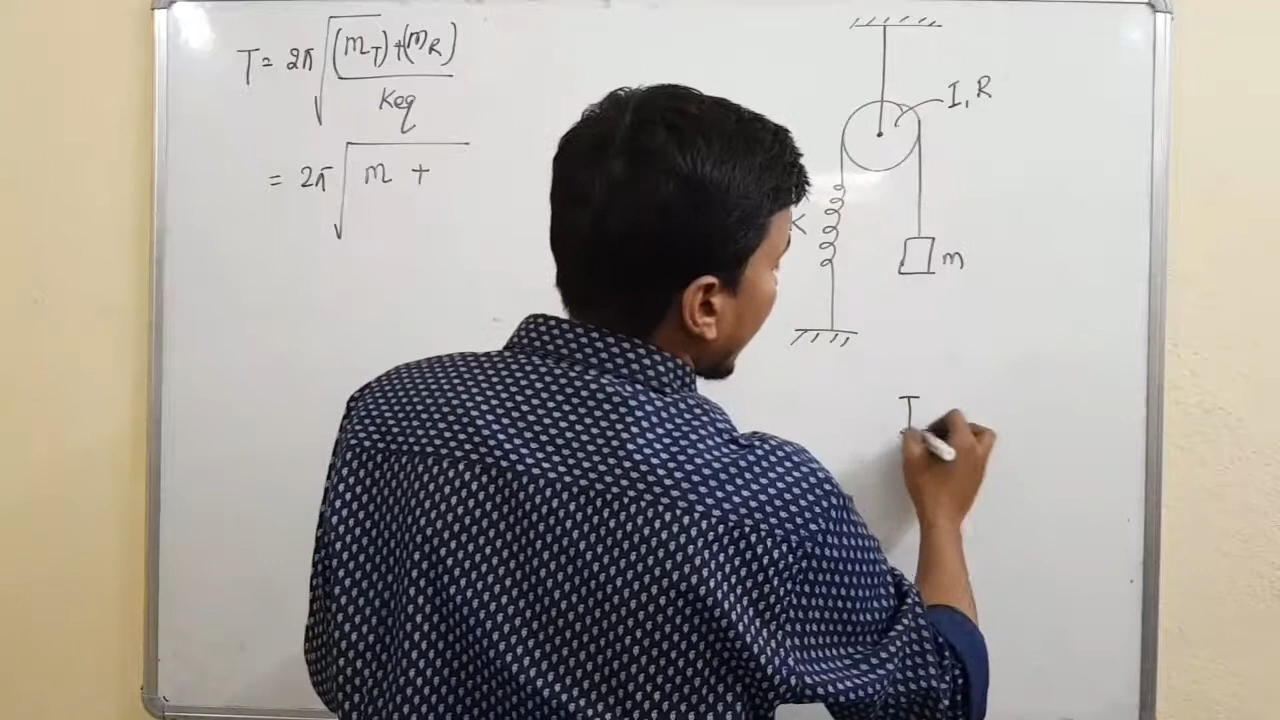 T = 2π √((m_T)+(m_R) / Keq)
= 2π √(m +
I, R
K
m
I